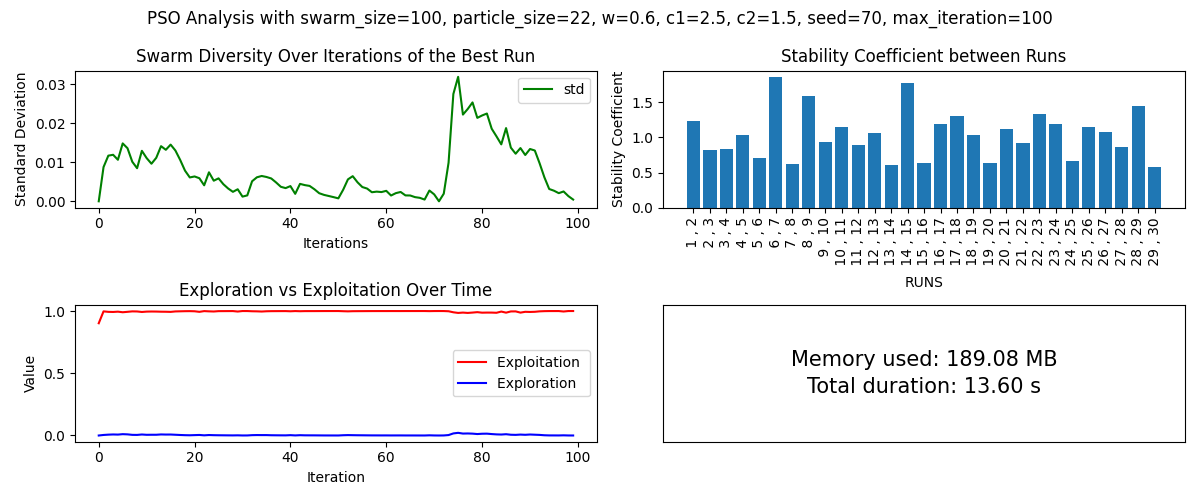 PSO Analysis with swarm_size=100, particle_size=22, w=0.6, c1=2.5, c2=1.5, seed=70, max_iteration=100
Swarm Diversity Over Iterations of the Best Run
Standard Deviation
0.03
0.02
0.01
0.00
std
0 20 40 60 80 100
Iterations
Stability Coefficient between Runs
Stability Coefficient
1.5
1.0
0.5
0.0
1 , 2
2 , 3
3 , 4
4 , 5
5 , 6
6 , 7
7 , 8
8 , 9
9 , 10
10 , 11
11 , 12
12 , 13
13 , 14
14 , 15
15 , 16
16 , 17
17 , 18
18 , 19
19 , 20
20 , 21
21 , 22
22 , 23
23 , 24
24 , 25
25 , 26
26 , 27
27 , 28
28 , 29
29 , 30
RUNS
Exploration vs Exploitation Over Time
Value
1.0
0.5
0.0
Exploitation
Exploration
0 20 40 60 80 100
Iteration
Memory used: 189.08 MB
Total duration: 13.60 s